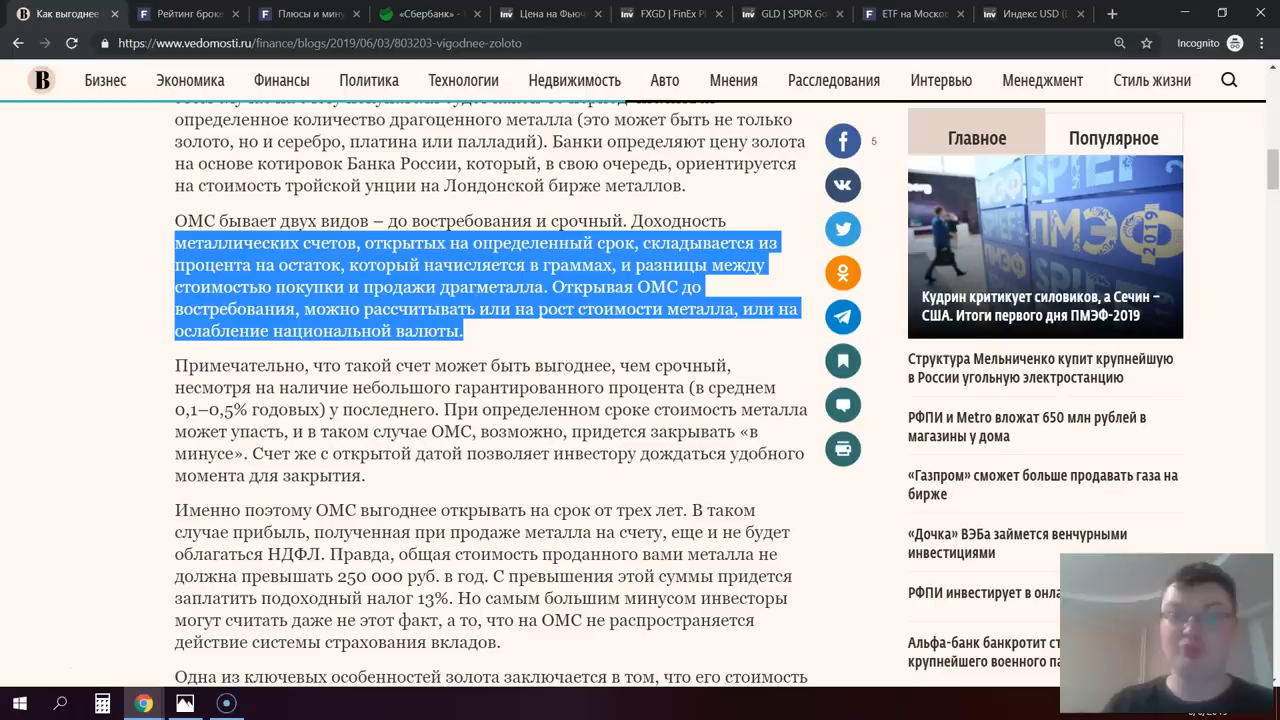 Как выгоднее
Рейтинг броке
Плюсы и мину
«Сбербанк» -
Цена на Фьюч
FXGD | FinEx Pl
GLD | SPDR Go
ETF на Москов
Индекс USD (
https://www.vedomosti.ru/finance/blogs/2019/06/03/803203-vigodnee-zoloto
Incognito
В Бизнес Экономика Финансы Политика Технологии Недвижимость Авто Мнения Расследования Интервью Менеджмент Стиль жизни
определенное количество драгоценного металла (это может быть не только
золото, но и серебро, платина или палладий). Банки определяют цену золота
на основе котировок Банка России, который, в свою очередь, ориентируется
на стоимость тройской унции на Лондонской бирже металлов.
ОМС бывает двух видов – до востребования и срочный. Доходность
металлических счетов, открытых на определенный срок, складывается из
процента на остаток, который начисляется в граммах, и разницы между
стоимостью покупки и продажи драгметалла. Открывая ОМС до
востребования, можно рассчитывать или на рост стоимости металла, или на
ослабление национальной валюты.
Примечательно, что такой счет может быть выгоднее, чем срочный,
несмотря на наличие небольшого гарантированного процента (в среднем
0,1–0,5% годовых) у последнего. При определенном сроке стоимость металла
может упасть, и в таком случае ОМС, возможно, придется закрывать «в
минусе». Счет же с открытой датой позволяет инвестору дождаться удобного
момента для закрытия.
Именно поэтому ОМС выгоднее открывать на срок от трех лет. В таком
случае прибыль, полученная при продаже металла на счету, еще и не будет
облагаться НДФЛ. Правда, общая стоимость проданного вами металла не
должна превышать 250 000 руб. в год. С превышения этой суммы придется
заплатить подоходный налог 13%. Но самым большим минусом инвесторы
могут считать даже не этот факт, а то, что на ОМС не распространяется
действие системы страхования вкладов.
Одна из ключевых особенностей золота заключается в том, что его стоимость
5
Главное Популярное
ПМЭФ
2019
Кудрин критикует силовиков, а Сечин –
США. Итоги первого дня ПМЭФ-2019
Структура Мельниченко купит крупнейшую
в России угольную электростанцию
РФПИ и Metro вложат 650 млн рублей в
магазины у дома
«Газпром» сможет больше продавать газа на
бирже
«Дочка» ВЭБа займется венчурными
инвестициями
РФПИ инвестирует в онла
Альфа-банк банкротит ст
крупнейшего военного па